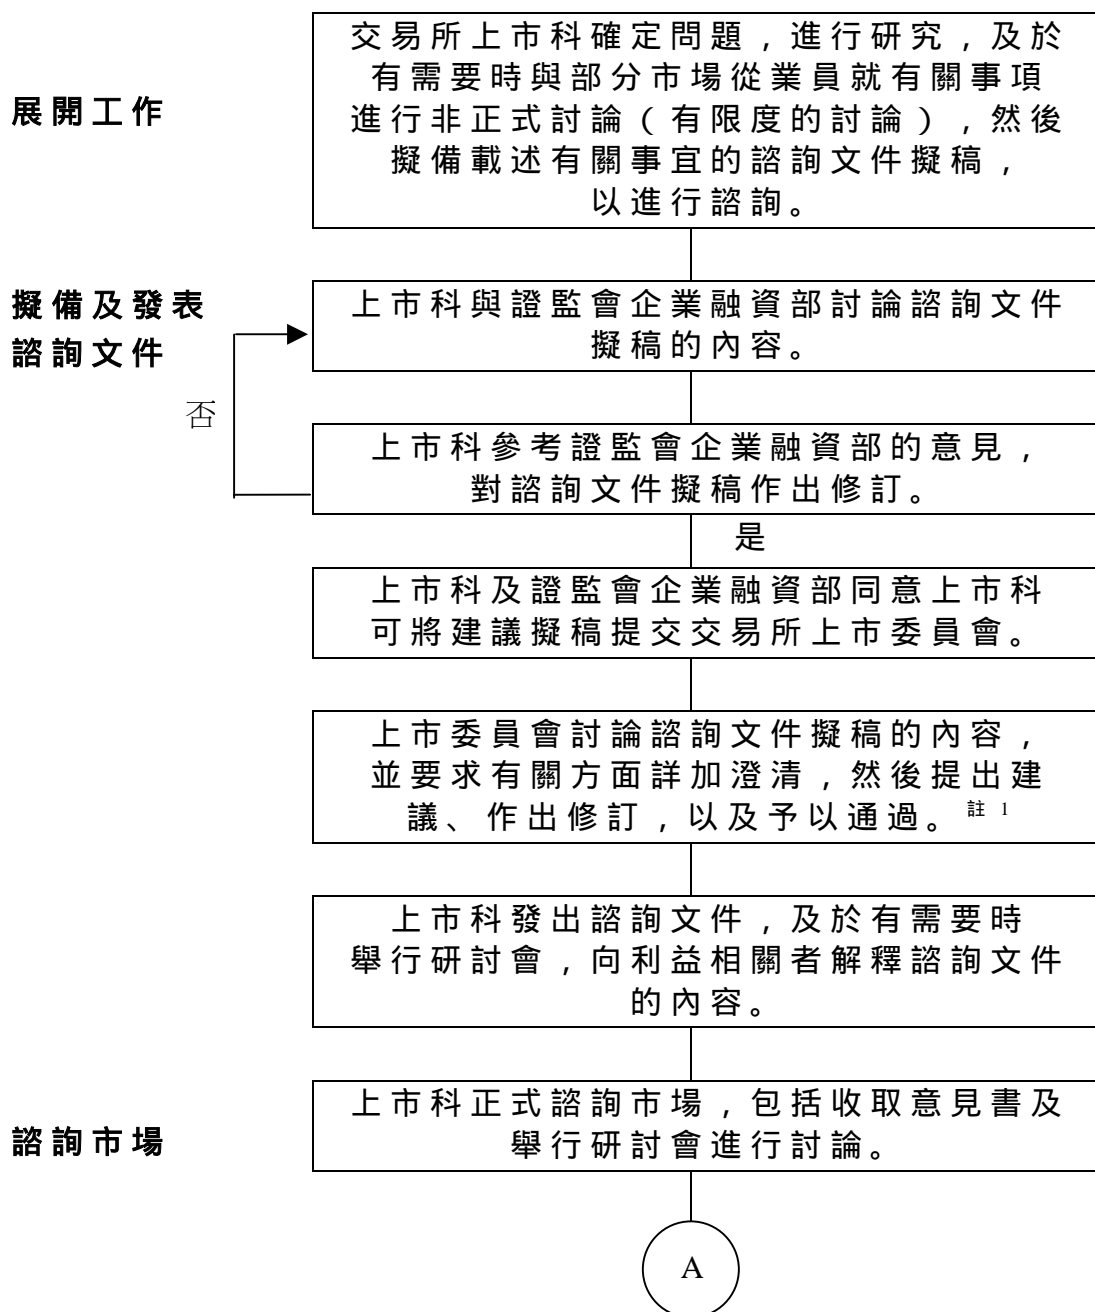 展開工作
交易所上市科確定問題，進行研究，及於
有需要時與部分市場從業員就有關事項
進行非正式討論（有限度的討論），然後
擬備載述有關事宜的諮詢文件擬稿，
以進行諮詢。
擬備及發表
諮詢文件
上市科與證監會企業融資部討論諮詢文件
擬稿的內容。
否
上市科參考證監會企業融資部的意見，
對諮詢文件擬稿作出修訂。
是
上市科及證監會企業融資部同意上市科
可將建議擬稿提交交易所上市委員會。
上市委員會討論諮詢文件擬稿的內容，
並要求有關方面詳加澄清，然後提出建
議、作出修訂，以及予以通過。註 1
上市科發出諮詢文件，及於有需要時
舉行研討會，向利益相關者解釋諮詢文件
的內容。
諮詢市場
上市科正式諮詢市場，包括收取意見書及
舉行研討會進行討論。
A